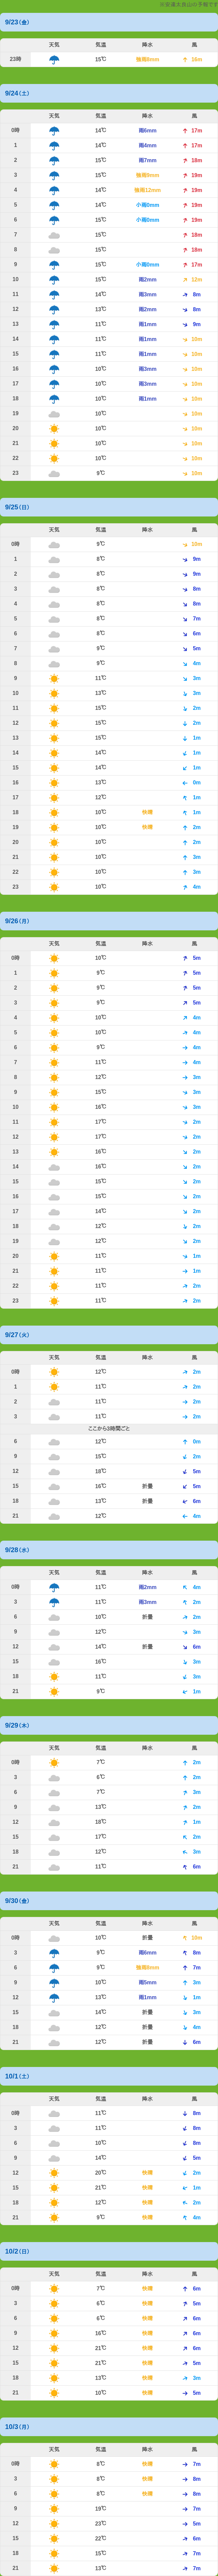 9/23(金)
天気 気温 降水 風
23時 15℃ 強雨8mm 16m
9/24(土)
天気 気温 降水 風
0時 14℃ 雨6mm 17m
1 14℃ 雨4mm 17m
2 15℃ 雨7mm 18m
3 15℃ 強雨9mm 19m
4 14℃ 強雨12mm 19m
5 14℃ 小雨0mm 19m
6 15℃ 小雨0mm 19m
7 15℃ 18m
8 15℃ 18m
9 15℃ 小雨0mm 17m
10 15℃ 雨2mm 12m
11 14℃ 雨3mm 8m
12 13℃ 雨2mm 8m
13 11℃ 雨1mm 9m
14 11℃ 雨1mm 10m
15 11℃ 雨1mm 10m
16 10℃ 雨3mm 10m
17 10℃ 雨3mm 10m
18 10℃ 雨1mm 10m
19 10℃ 10m
20 10℃ 10m
21 10℃ 10m
22 10℃ 10m
23 9℃ 10m
9/25(日)
天気 気温 降水 風
0時 9℃ 10m
1 8℃ 9m
2 8℃ 9m
3 8℃ 8m
4 8℃ 8m
5 8℃ 7m
6 8℃ 6m
7 9℃ 5m
8 9℃ 4m
9 11℃ 3m
10 13℃ 3m
11 15℃ 2m
12 15℃ 2m
13 15℃ 1m
14 14℃ 1m
15 14℃ 1m
16 13℃ 0m
17 12℃ 1m
18 10℃ 快晴 1m
19 10℃ 快晴 2m
20 10℃ 2m
21 10℃ 3m
22 10℃ 3m
23 10℃ 4m
9/26(月)
天気 気温 降水 風
0時 10℃ 5m
1 9℃ 5m
2 9℃ 5m
3 9℃ 5m
4 10℃ 4m
5 10℃ 4m
6 9℃ 4m
7 11℃ 4m
8 12℃ 3m
9 15℃ 3m
10 16℃ 3m
11 17℃ 2m
12 17℃ 2m
13 16℃ 2m
14 16℃ 2m
15 15℃ 2m
16 15℃ 2m
17 14℃ 2m
18 12℃ 2m
19 12℃ 2m
20 11℃ 1m
21 11℃ 1m
22 11℃ 2m
23 11℃ 2m
9/27(火)
天気 気温 降水 風
0時 12℃ 2m
1 11℃ 2m
2 11℃ 2m
3 11℃ 2m
ここから3時間ごと
6 12℃ 0m
9 15℃ 2m
12 18℃ 5m
15 16℃ 折曇 5m
18 13℃ 折曇 6m
21 12℃ 4m
9/28(水)
天気 気温 降水 風
0時 11℃ 雨2mm 4m
3 11℃ 雨3mm 2m
6 10℃ 折曇 2m
9 12℃ 3m
12 14℃ 折曇 6m
15 16℃ 3m
18 11℃ 3m
21 9℃ 1m
9/29(木)
天気 気温 降水 風
0時 7℃ 2m
3 6℃ 2m
6 7℃ 3m
9 13℃ 2m
12 18℃ 1m
15 17℃ 2m
18 12℃ 3m
21 11℃ 6m
9/30(金)
天気 気温 降水 風
0時 10℃ 折曇 10m
3 9℃ 雨6mm 8m
6 9℃ 強雨8mm 7m
9 10℃ 雨5mm 3m
12 13℃ 雨1mm 1m
15 14℃ 折曇 3m
18 12℃ 折曇 4m
21 12℃ 折曇 6m
10/1(土)
天気 気温 降水 風
0時 11℃ 8m
3 11℃ 8m
6 10℃ 8m
9 14℃ 5m
12 20℃ 快晴 2m
15 21℃ 快晴 1m
18 12℃ 快晴 2m
21 9℃ 快晴 4m
10/2(日)
天気 気温 降水 風
0時 7℃ 快晴 6m
3 6℃ 快晴 5m
6 6℃ 快晴 6m
9 16℃ 快晴 6m
12 21℃ 快晴 6m
15 21℃ 快晴 5m
18 13℃ 快晴 3m
21 10℃ 快晴 5m
10/3(月)
天気 気温 降水 風
0時 8℃ 快晴 7m
3 8℃ 快晴 8m
6 8℃ 快晴 8m
9 19℃ 7m
12 23℃ 5m
15 22℃ 6m
18 15℃ 7m
21 13℃ 7m